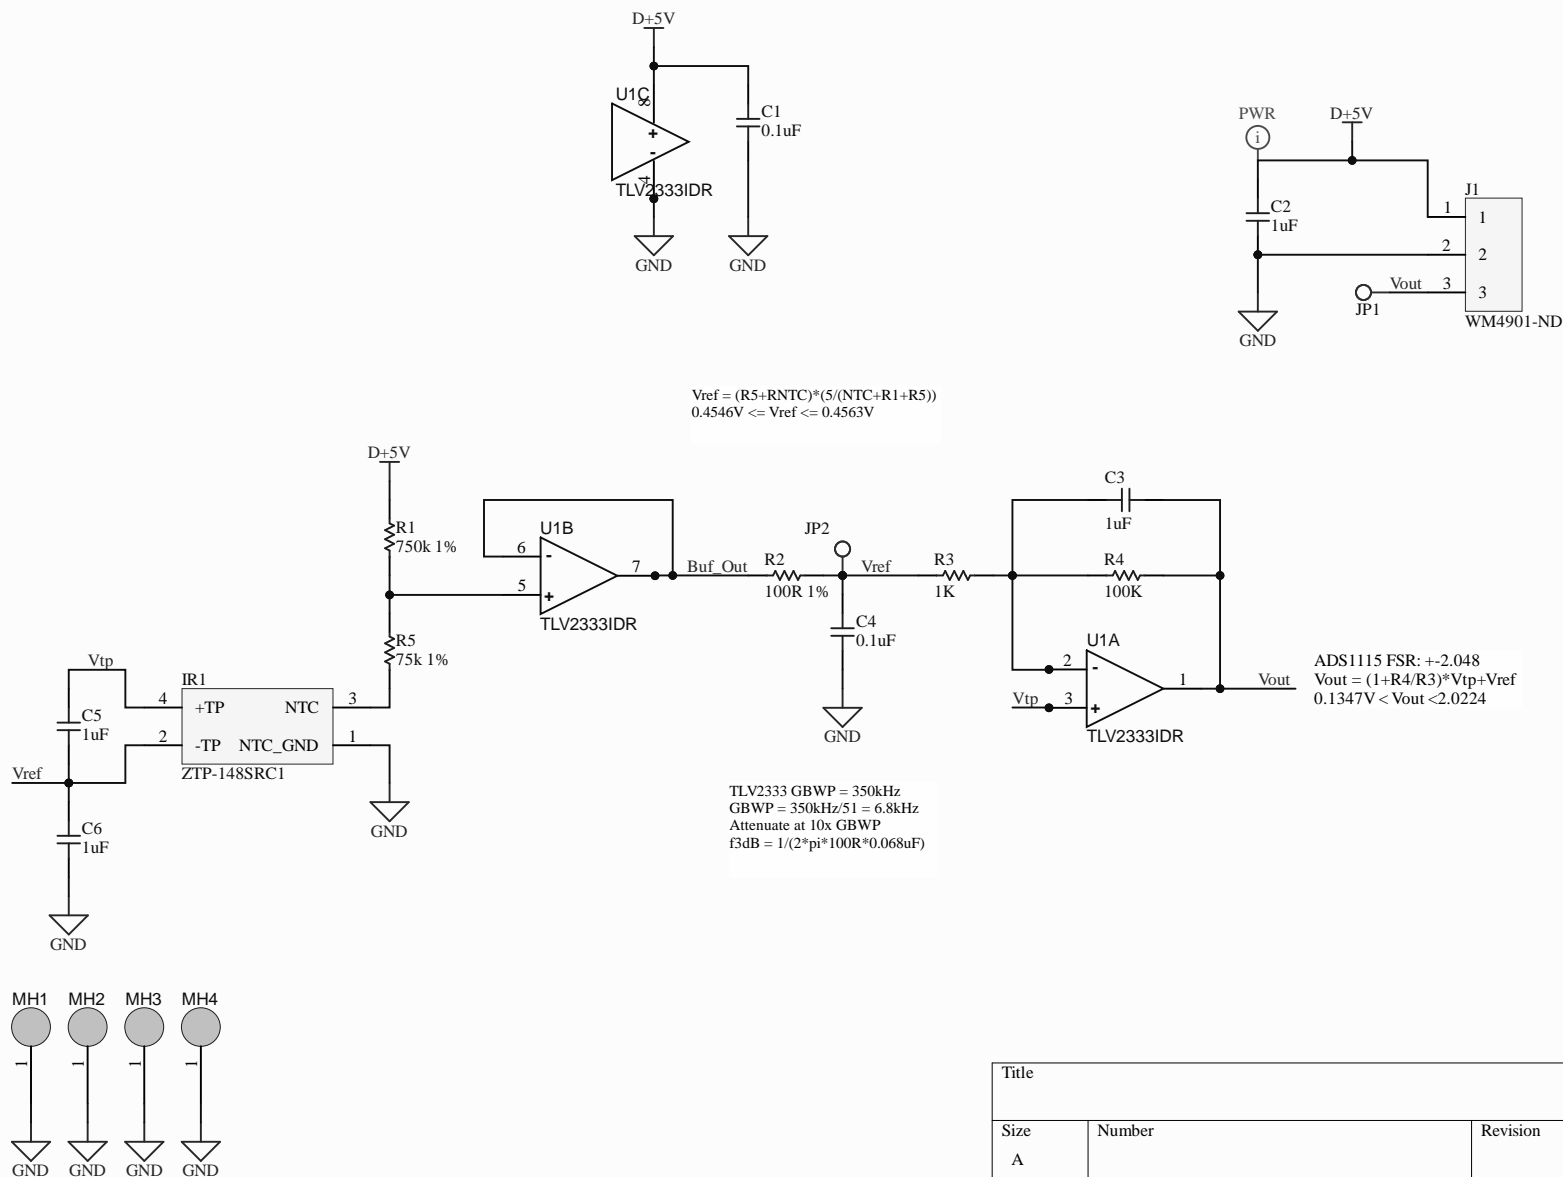 D+5V
U1C
8
+
-
4
TLV2333IDR
C1
0.1uF
GND
GND
PWR
i
D+5V
C2
1uF
J1
1 1
2 2
Vout 3 3
JP1
WM4901-ND
GND
Vref = (R5+RNTC)*(5/(NTC+R1+R5))
0.4546V <= Vref <= 0.4563V
D+5V
R1
750k 1%
R5
75k 1%
U1B
6 -
5 +
7
TLV2333IDR
Buf_Out
R2
100R 1%
JP2
Vref
C4
0.1uF
GND
R3
1K
C3
1uF
R4
100K
U1A
2 -
Vtp 3 +
1
TLV2333IDR
Vout
ADS1115 FSR: +-2.048
Vout = (1+R4/R3)*Vtp+Vref
0.1347V < Vout <2.0224
Vtp
C5
1uF
IR1
4 +TP NTC 3
2 -TP NTC_GND 1
ZTP-148SRC1
Vref
C6
1uF
GND
GND
TLV2333 GBWP = 350kHz
GBWP = 350kHz/51 = 6.8kHz
Attenuate at 10x GBWP
f3dB = 1/(2*pi*100R*0.068uF)
MH1 MH2 MH3 MH4
1 1 1 1
GND GND GND GND
Title
Size Number Revision
A